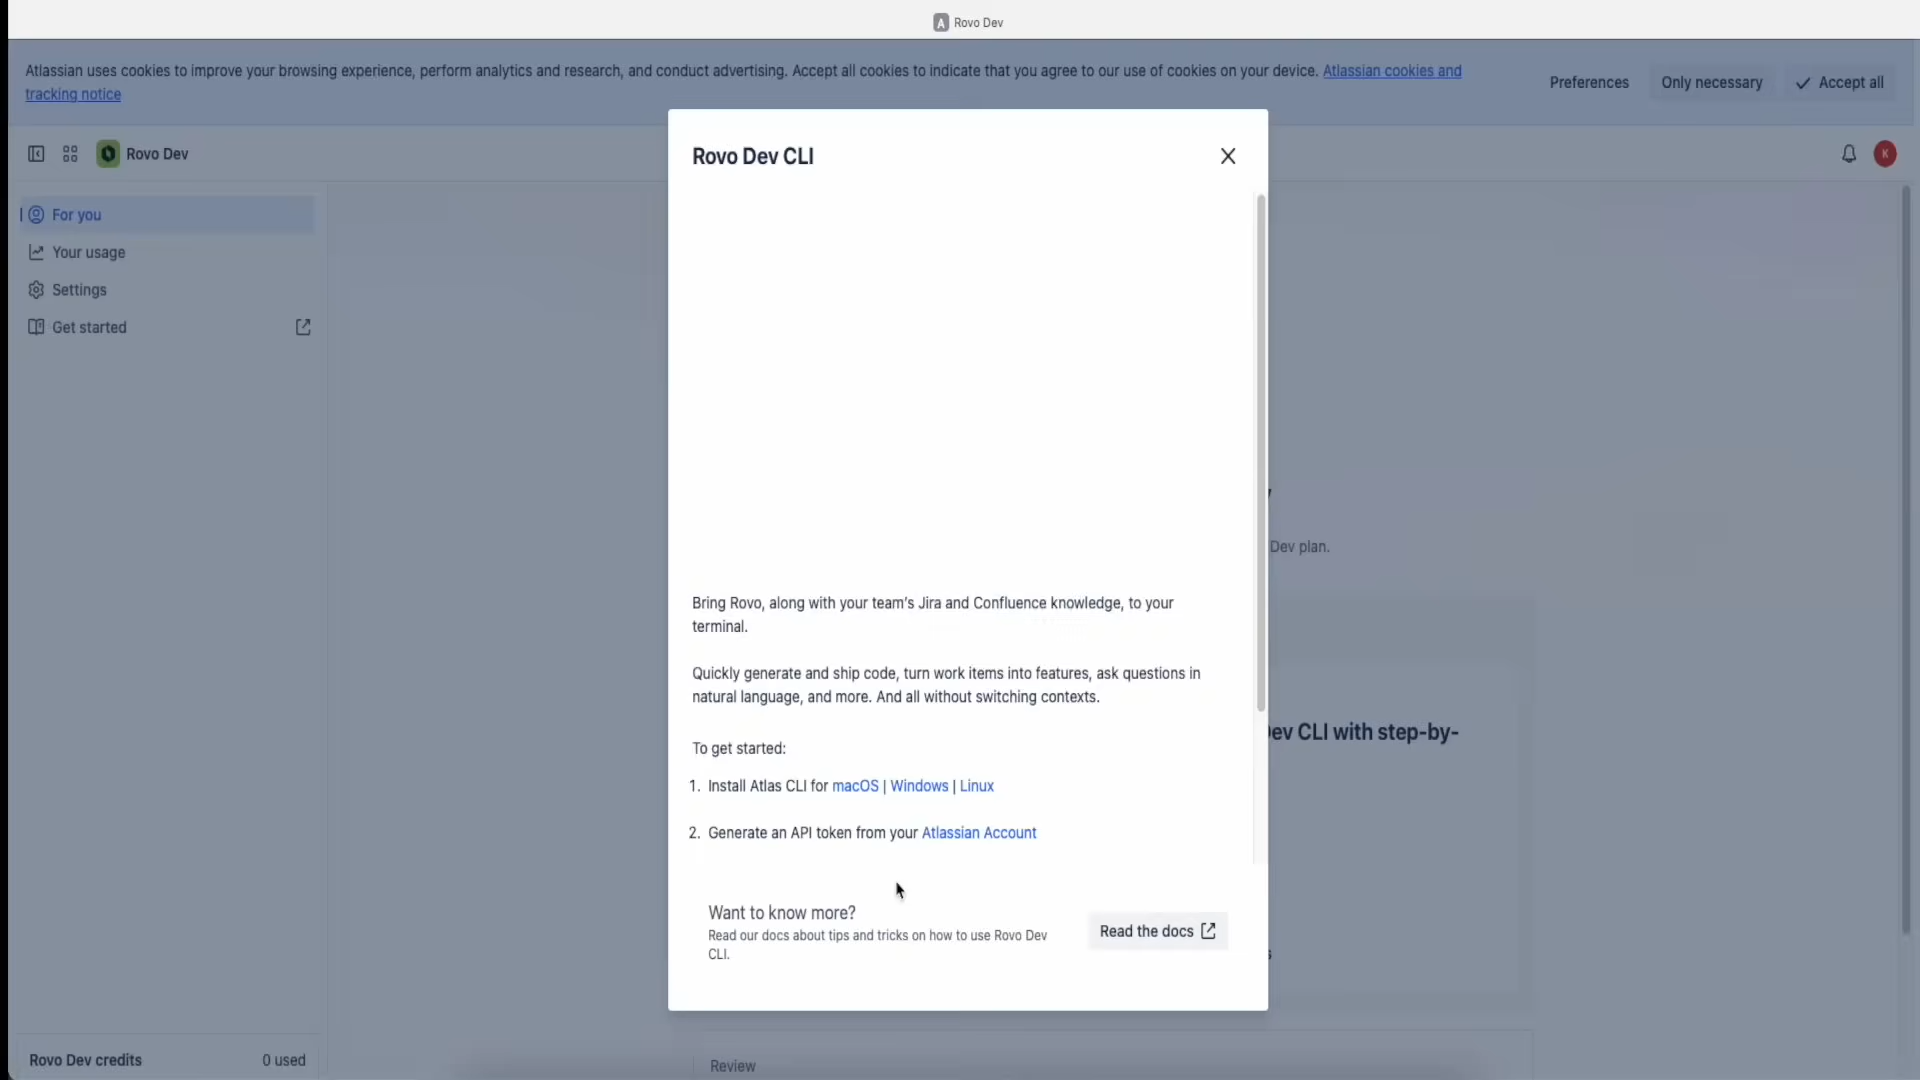 A Rovo Dev
Atlassian uses cookies to improve your browsing experience, perform analytics and research, and conduct advertising. Accept all cookies to indicate that you agree to our use of cookies on your device. Atlassian cookies and
tracking notice
Preferences
Only necessary
Accept all
Rovo Dev
K
For you
Your usage
Settings
Get started
Rovo Dev credits 0 used
Rovo Dev CLI
Bring Rovo, along with your team's Jira and Confluence knowledge, to your
terminal.
Quickly generate and ship code, turn work items into features, ask questions in
natural language, and more. And all without switching contexts.
To get started:
1. Install Atlas CLI for macOS | Windows | Linux
2. Generate an API token from your Atlassian Account
Want to know more?
Read our docs about tips and tricks on how to use Rovo Dev
CLI.
Read the docs
Dev plan.
CLI with step-by-
Review